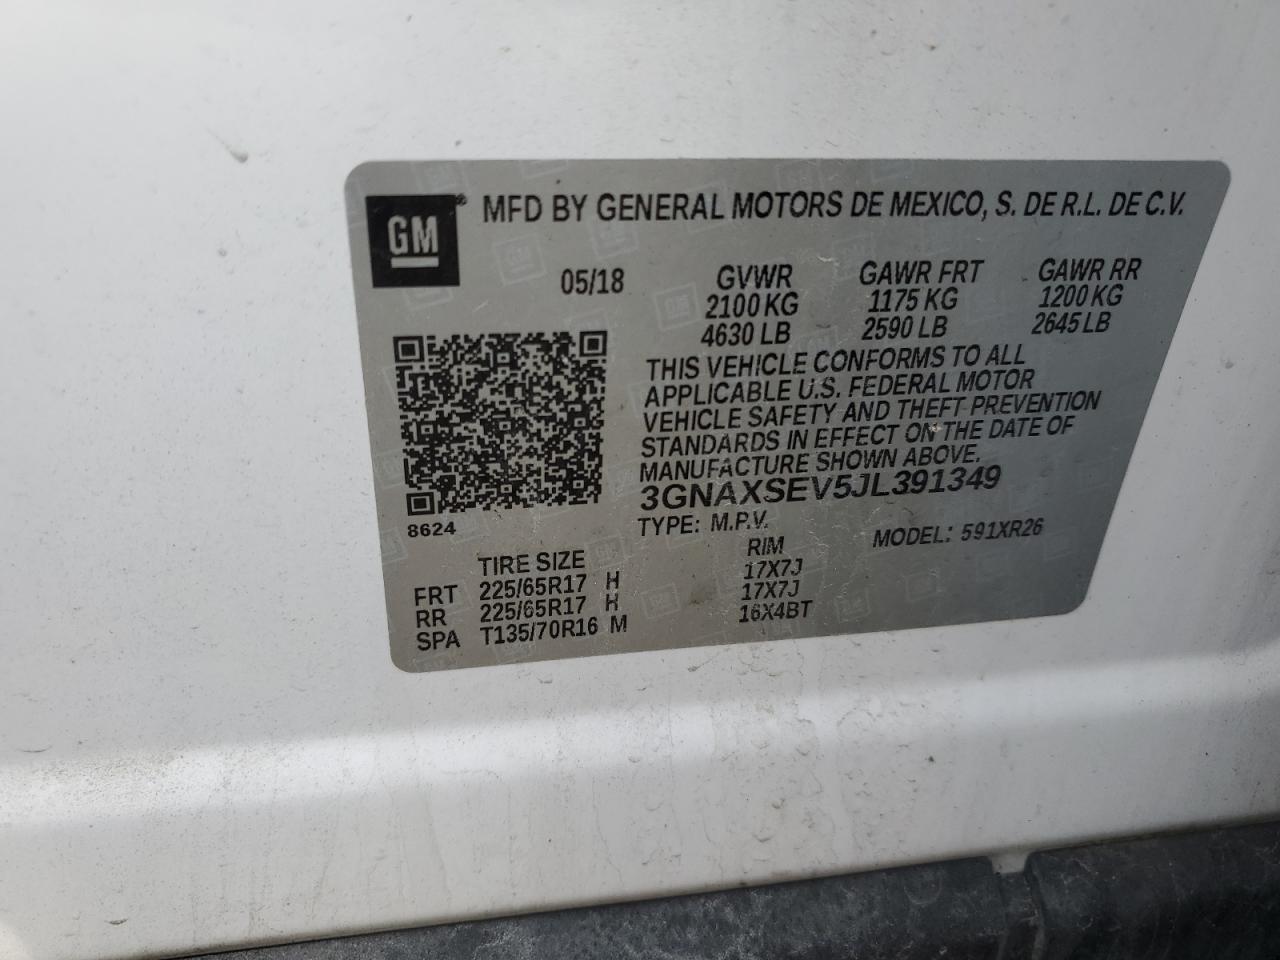 GM® MFD BY GENERAL MOTORS DE MEXICO, S. DE R.L. DE C.V.
05/18 GVWR GAWR FRT GAWR RR
2100 KG 1175 KG 1200 KG
4630 LB 2590 LB 2645 LB
THIS VEHICLE CONFORMS TO ALL
APPLICABLE U.S. FEDERAL MOTOR
VEHICLE SAFETY AND THEFT PREVENTION
STANDARDS IN EFFECT ON THE DATE OF
MANUFACTURE SHOWN ABOVE.
3GNAXSEV5JL391349
8624 TYPE: M.P.V. MODEL: 591XR26
TIRE SIZE RIM
FRT 225/65R17 H 17X7J
RR 225/65R17 H 17X7J
SPA T135/70R16 M 16X4BT